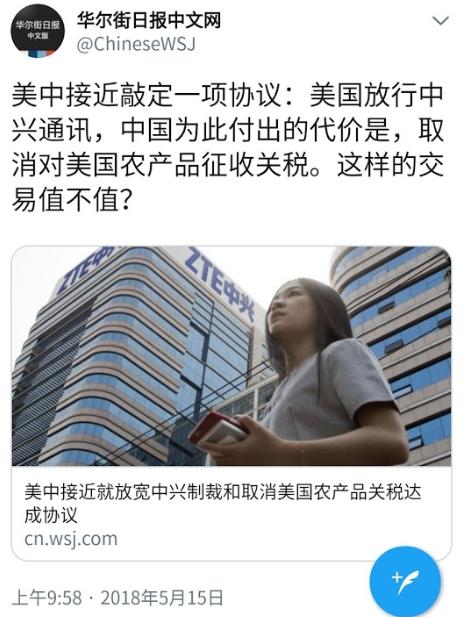 华尔街日报
中文版
华尔街日报中文网
@ChineseWSJ
美中接近敲定一项协议：美国放行中
兴通讯，中国为此付出的代价是，取
消对美国农产品征收关税。这样的交
易值不值？
ZTE中
ZTE中兴
美中接近就放宽中兴制裁和取消美国农产品关税达
成协议
cn.wsj.com
上午9:58 · 2018年5月15日